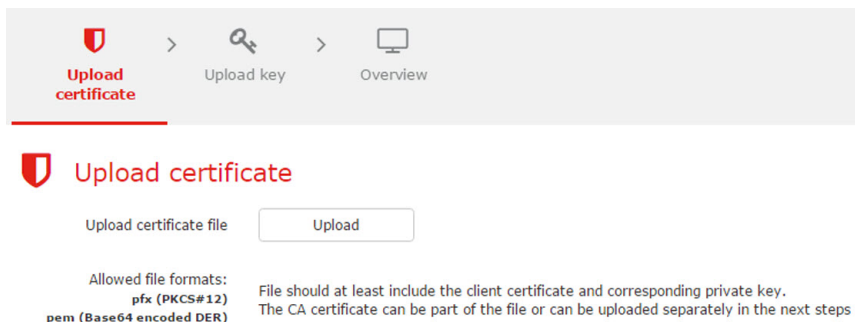 Upload
certificate
Upload key
Overview
Upload certificate
Upload certificate file
Upload
Allowed file formats:
pfx (PKCS#12)
pem (Base64 encoded DER)
File should at least include the client certificate and corresponding private key.
The CA certificate can be part of the file or can be uploaded separately in the next steps